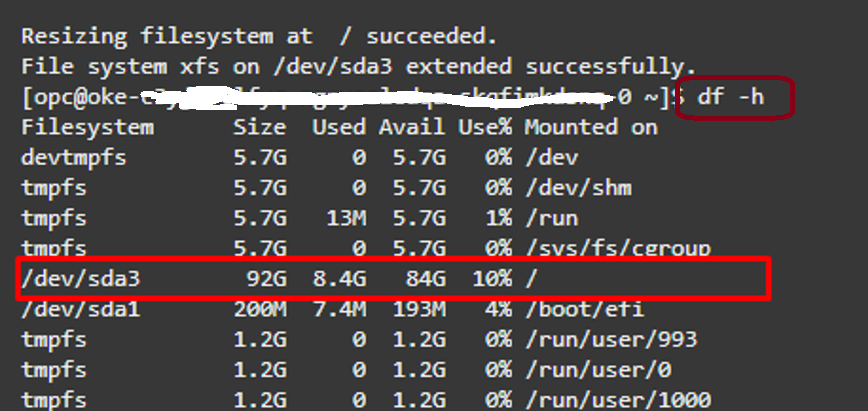 Resizing filesystem at  / succeeded.
File system xfs on /dev/sda3 extended successfully.
[opc@oke- -0 ~]$ df -h
Filesystem      Size  Used Avail Use% Mounted on
devtmpfs        5.7G     0  5.7G   0% /dev
tmpfs           5.7G     0  5.7G   0% /dev/shm
tmpfs           5.7G   13M  5.7G   1% /run
tmpfs           5.7G     0  5.7G   0% /sys/fs/cgroup
/dev/sda3        92G  8.4G   84G  10% /
/dev/sda1       200M  7.4M  193M   4% /boot/efi
tmpfs           1.2G     0  1.2G   0% /run/user/993
tmpfs           1.2G     0  1.2G   0% /run/user/0
tmpfs           1.2G     0  1.2G   0% /run/user/1000